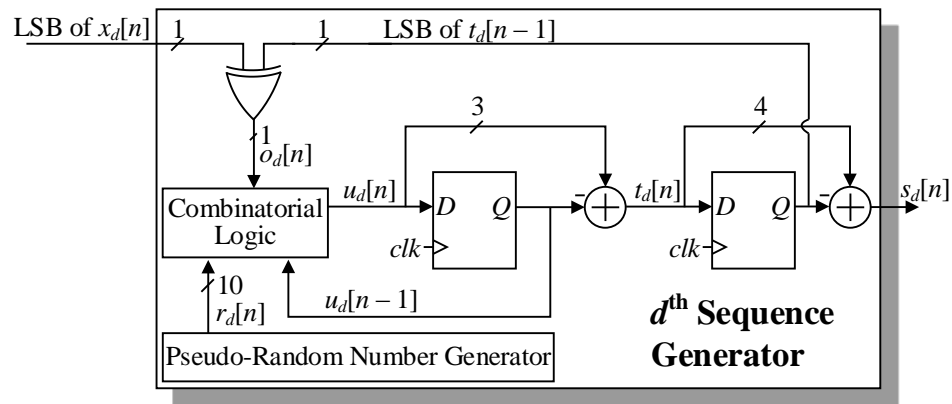 LSB of x_d[n]
1
1
LSB of t_d[n – 1]
1
o_d[n]
3
4
Combinatorial
Logic
u_d[n]
D
Q
clk
-
t_d[n]
D
Q
clk
-
s_d[n]
10
r_d[n]
u_d[n – 1]
Pseudo-Random Number Generator
d^th Sequence
Generator